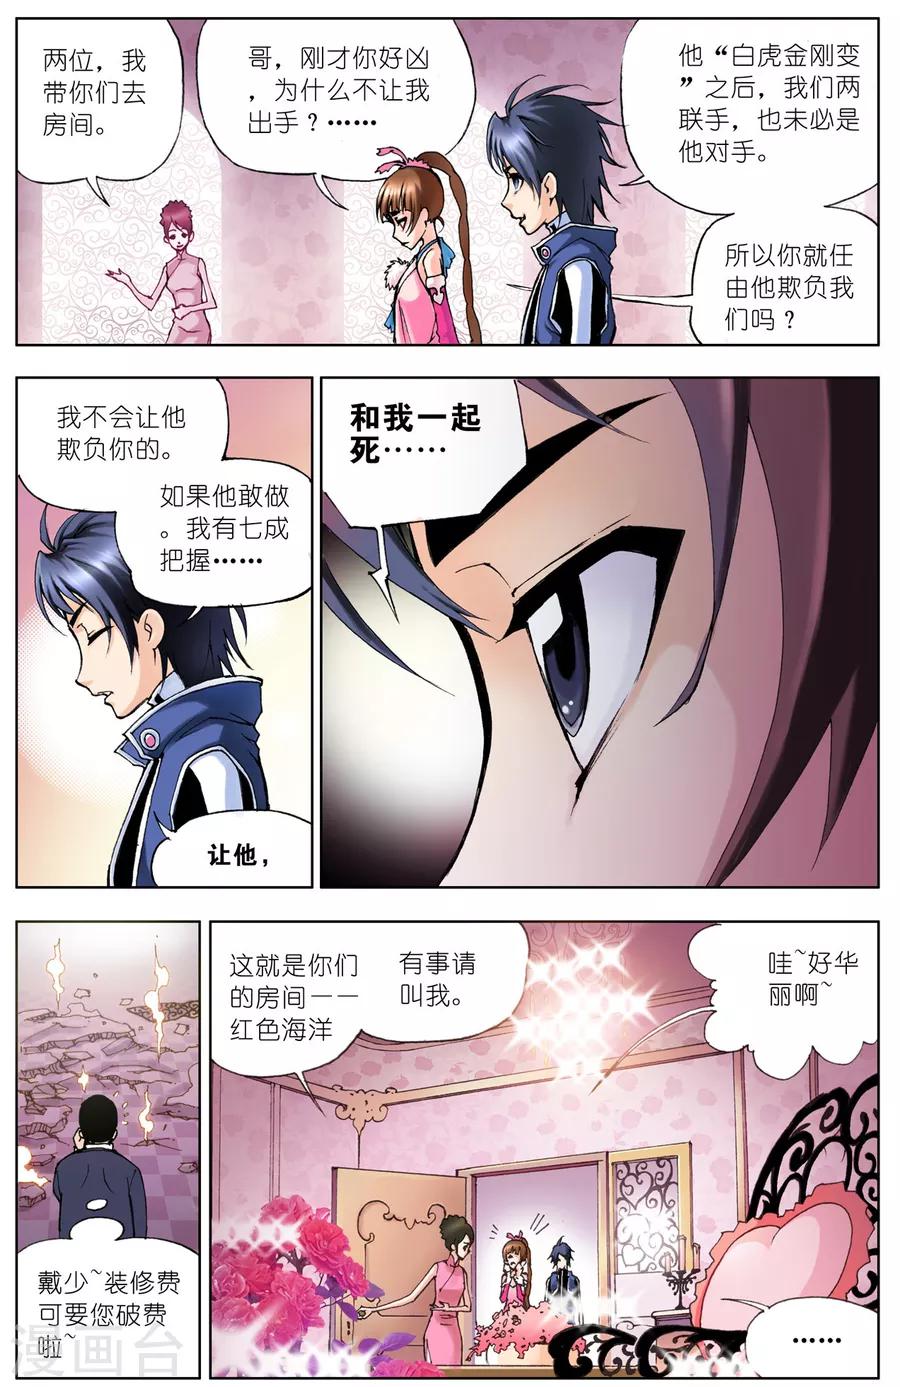 两位，我
带你们去
房间。
哥，刚才你好凶
，为什么不让我
出手？……
他“白虎金刚变
”之后，我们两
联手，也未必是
他对手。
所以你就任
由他欺负我
们吗？
我不会让他
欺负你的。
如果他敢做
。我有七成
把握……
让他，
和我一起
死……
戴少~装修费
可要您破费
啦~
这就是你们
的房间——
红色海洋
有事请
叫我。
哇~好华
丽啊~
……
漫画台